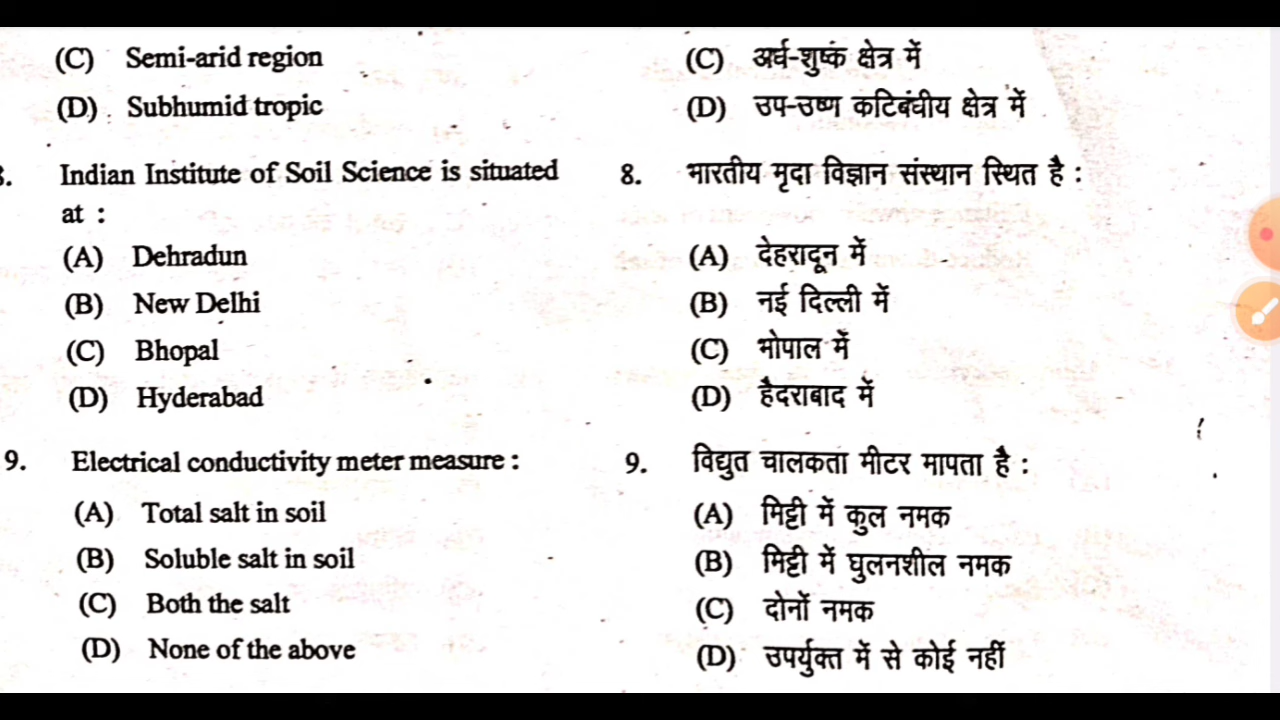 (C) Semi-arid region
(D) Subhumid tropic
8. Indian Institute of Soil Science is situated
at :
(A) Dehradun
(B) New Delhi
(C) Bhopal
(D) Hyderabad
9. Electrical conductivity meter measure :
(A) Total salt in soil
(B) Soluble salt in soil
(C) Both the salt
(D) None of the above
(C) अर्ध-शुष्क क्षेत्र में
(D) उप-उष्ण कटिबंधीय क्षेत्र में
8. भारतीय मृदा विज्ञान संस्थान स्थित है :
(A) देहरादून में
(B) नई दिल्ली में
(C) भोपाल में
(D) हैदराबाद में
9. विद्युत चालकता मीटर मापता है :
(A) मिट्टी में कुल नमक
(B) मिट्टी में घुलनशील नमक
(C) दोनों नमक
(D) उपर्युक्त में से कोई नहीं